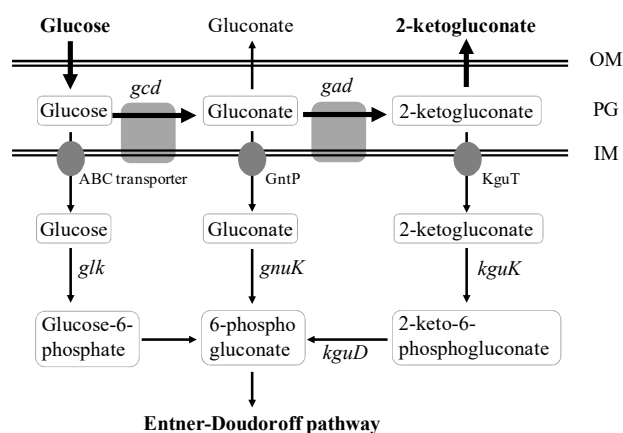 Glucose
Gluconate
2-ketogluconate
OM
gcd
gad
Glucose
Gluconate
2-ketogluconate
PG
IM
ABC transporter
GntP
KguT
Glucose
Gluconate
2-ketogluconate
glk
gnuK
kguK
Glucose-6-
phosphate
6-phospho
gluconate
kguD
2-keto-6-
phosphogluconate
Entner-Doudoroff pathway